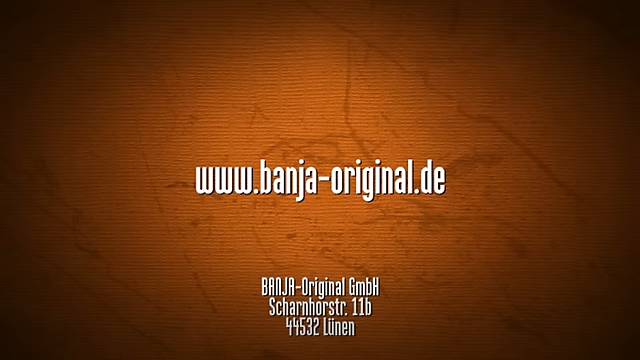 www.banja-original.de
BANJA-Original GmbH
Scharnhorstr. 11b
44532 Lünen